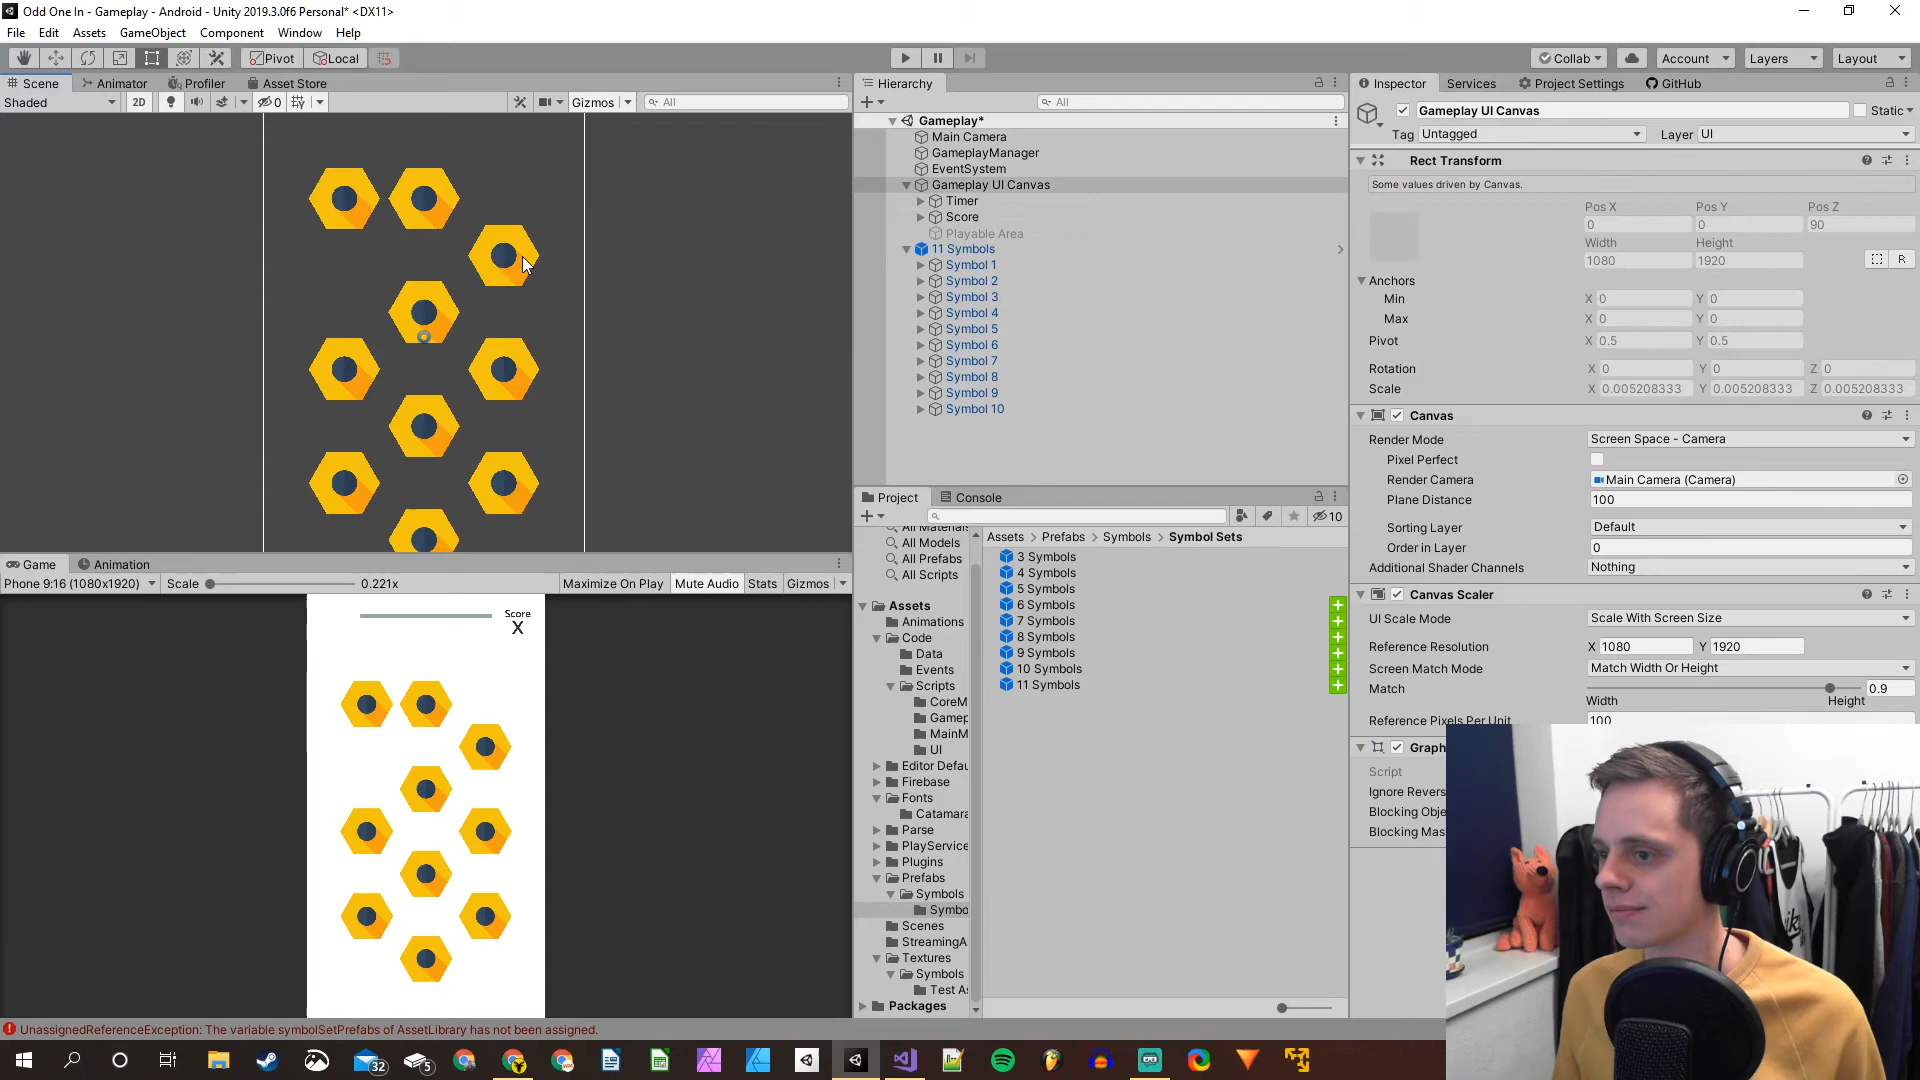 Odd One In - Gameplay - Android - Unity 2019.3.0f6 Personal* <DX11>
File Edit Assets GameObject Component Window Help
Pivot Local Collab Account Layers Layout
Scene Animator Profiler Asset Store
Shaded 2D 0 Gizmos All
Hierarchy
All
Gameplay*
Main Camera
GameplayManager
EventSystem
Gameplay UI Canvas
Timer
Score
Playable Area
11 Symbols
Symbol 1
Symbol 2
Symbol 3
Symbol 4
Symbol 5
Symbol 6
Symbol 7
Symbol 8
Symbol 9
Symbol 10
Inspector Services Project Settings GitHub
Gameplay UI Canvas Static
Tag Untagged Layer UI
Rect Transform
Some values driven by Canvas.
Pos X Pos Y Pos Z
0 0 90
Width Height
1080 1920 R
Anchors
Min X 0 Y 0
Max X 0 Y 0
Pivot X 0.5 Y 0.5
Rotation X 0 Y 0 Z 0
Scale X 0.005208333 Y 0.005208333 Z 0.005208333
Canvas
Render Mode Screen Space - Camera
Pixel Perfect
Render Camera Main Camera (Camera)
Plane Distance 100
Sorting Layer Default
Order in Layer 0
Additional Shader Channels Nothing
Canvas Scaler
UI Scale Mode Scale With Screen Size
Reference Resolution X 1080 Y 1920
Screen Match Mode Match Width Or Height
Match 0.9
Width Height
Reference Pixels Per Unit 100
Graph
Script
Ignore Revers
Blocking Obje
Blocking Mas
Project Console
10
All Materials
All Models
All Prefabs
All Scripts
Assets
Animations
Code
Data
Events
Scripts
CoreM
Gamep
MainM
UI
Editor Defau
Firebase
Fonts
Catamara
Parse
PlayService
Plugins
Prefabs
Symbols
Symbo
Scenes
StreamingA
Textures
Symbols
Test As
Packages
Assets > Prefabs > Symbols > Symbol Sets
3 Symbols
4 Symbols
5 Symbols
6 Symbols
7 Symbols
8 Symbols
9 Symbols
10 Symbols
11 Symbols
Game Animation
Phone 9:16 (1080x1920) Scale 0.221x Maximize On Play Mute Audio Stats Gizmos
Score
X
UnassignedReferenceException: The variable symbolSetPrefabs of AssetLibrary has not been assigned.
32 5